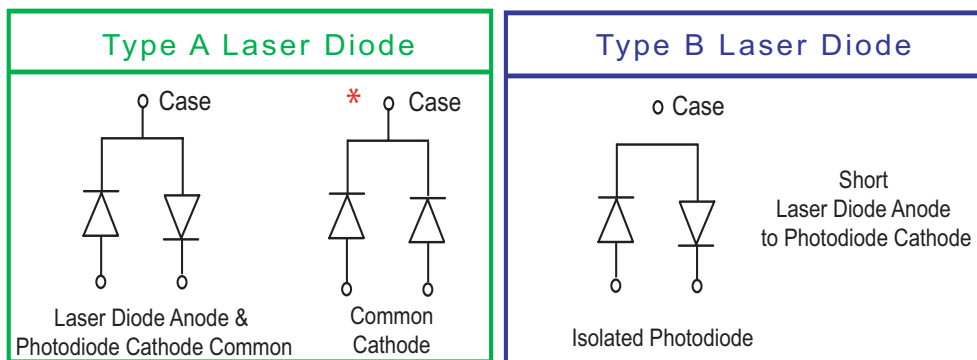 Type A Laser Diode
* Case
Case
Laser Diode Anode &
Photodiode Cathode Common
Common
Cathode
Type B Laser Diode
Case
Short
Laser Diode Anode
to Photodiode Cathode
Isolated Photodiode